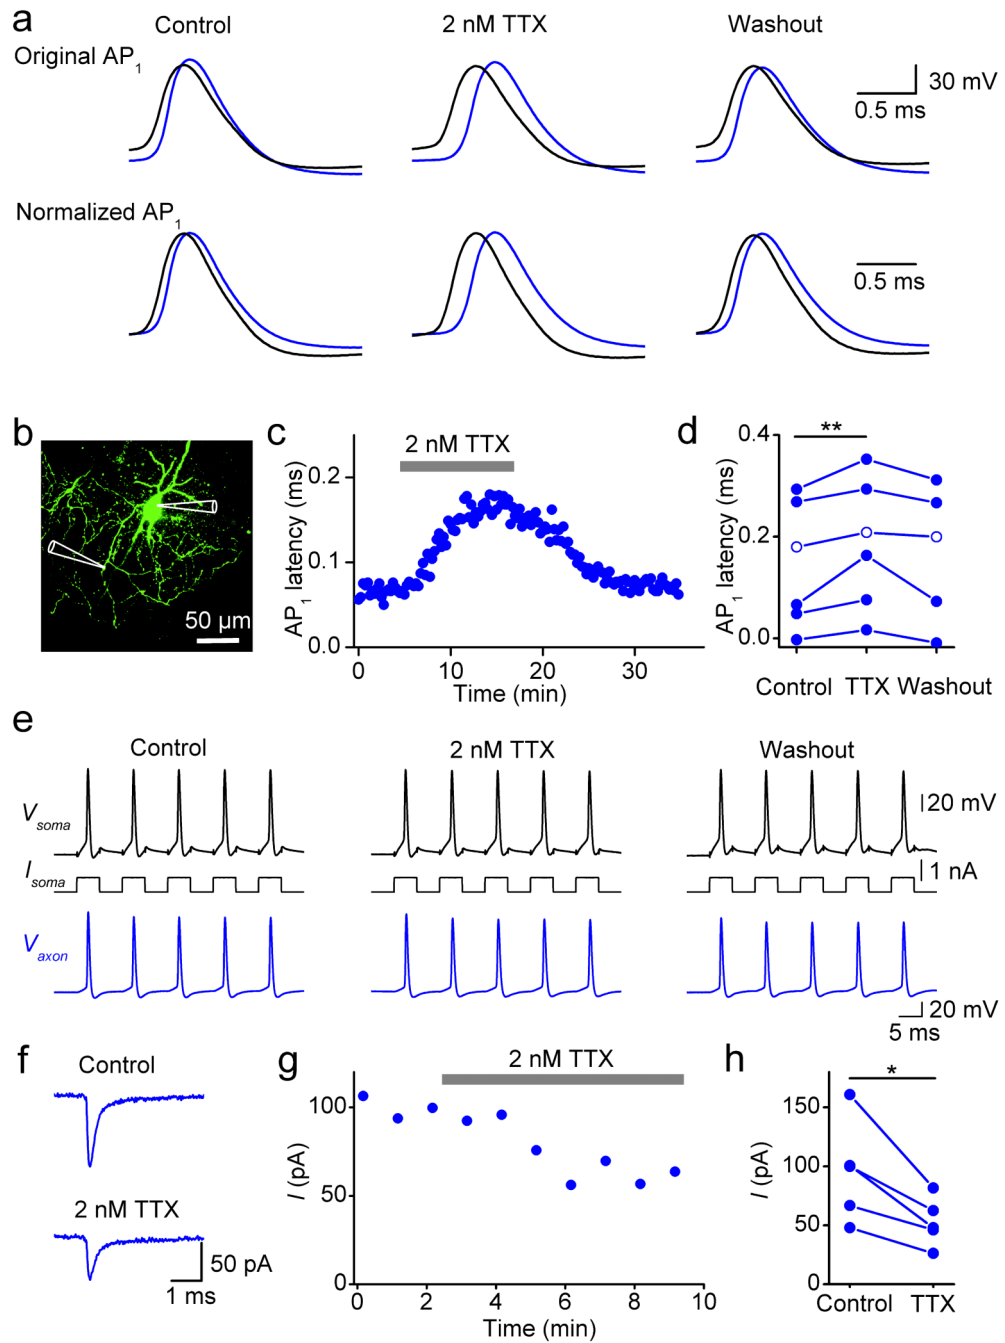 a
Control 2 nM TTX Washout
Original AP1
30 mV
0.5 ms
Normalized AP1
0.5 ms
b
50 µm
c
2 nM TTX
AP1 latency (ms)
0.2
0.1
0.0
0 10 20 30
Time (min)
d
**
AP1 latency (ms)
0.4
0.2
0.0
Control TTX Washout
e
Control 2 nM TTX Washout
Vsoma
20 mV
Isoma
1 nA
Vaxon
20 mV
5 ms
f
Control
2 nM TTX
50 pA
1 ms
g
2 nM TTX
I (pA)
100
50
0
0 2 4 6 8 10
Time (min)
h
*
I (pA)
150
100
50
0
Control TTX